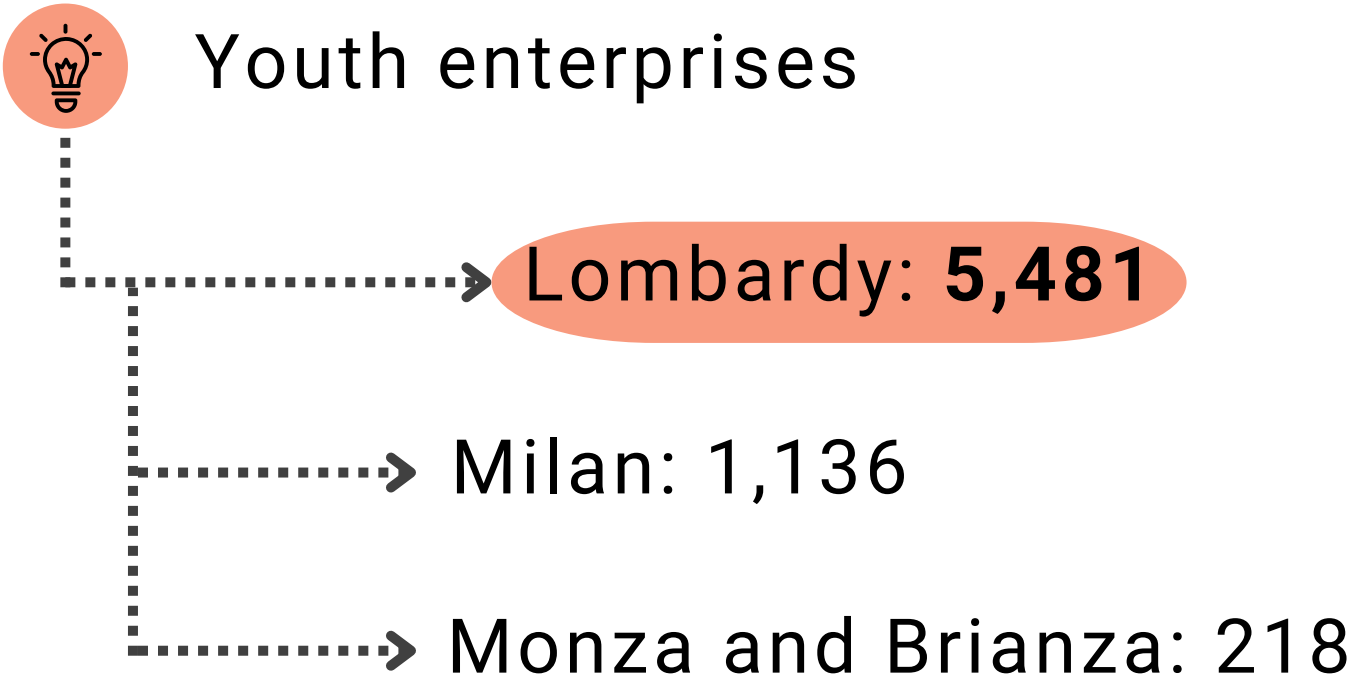 Youth enterprises
Lombardy: 5,481
Milan: 1,136
Monza and Brianza: 218